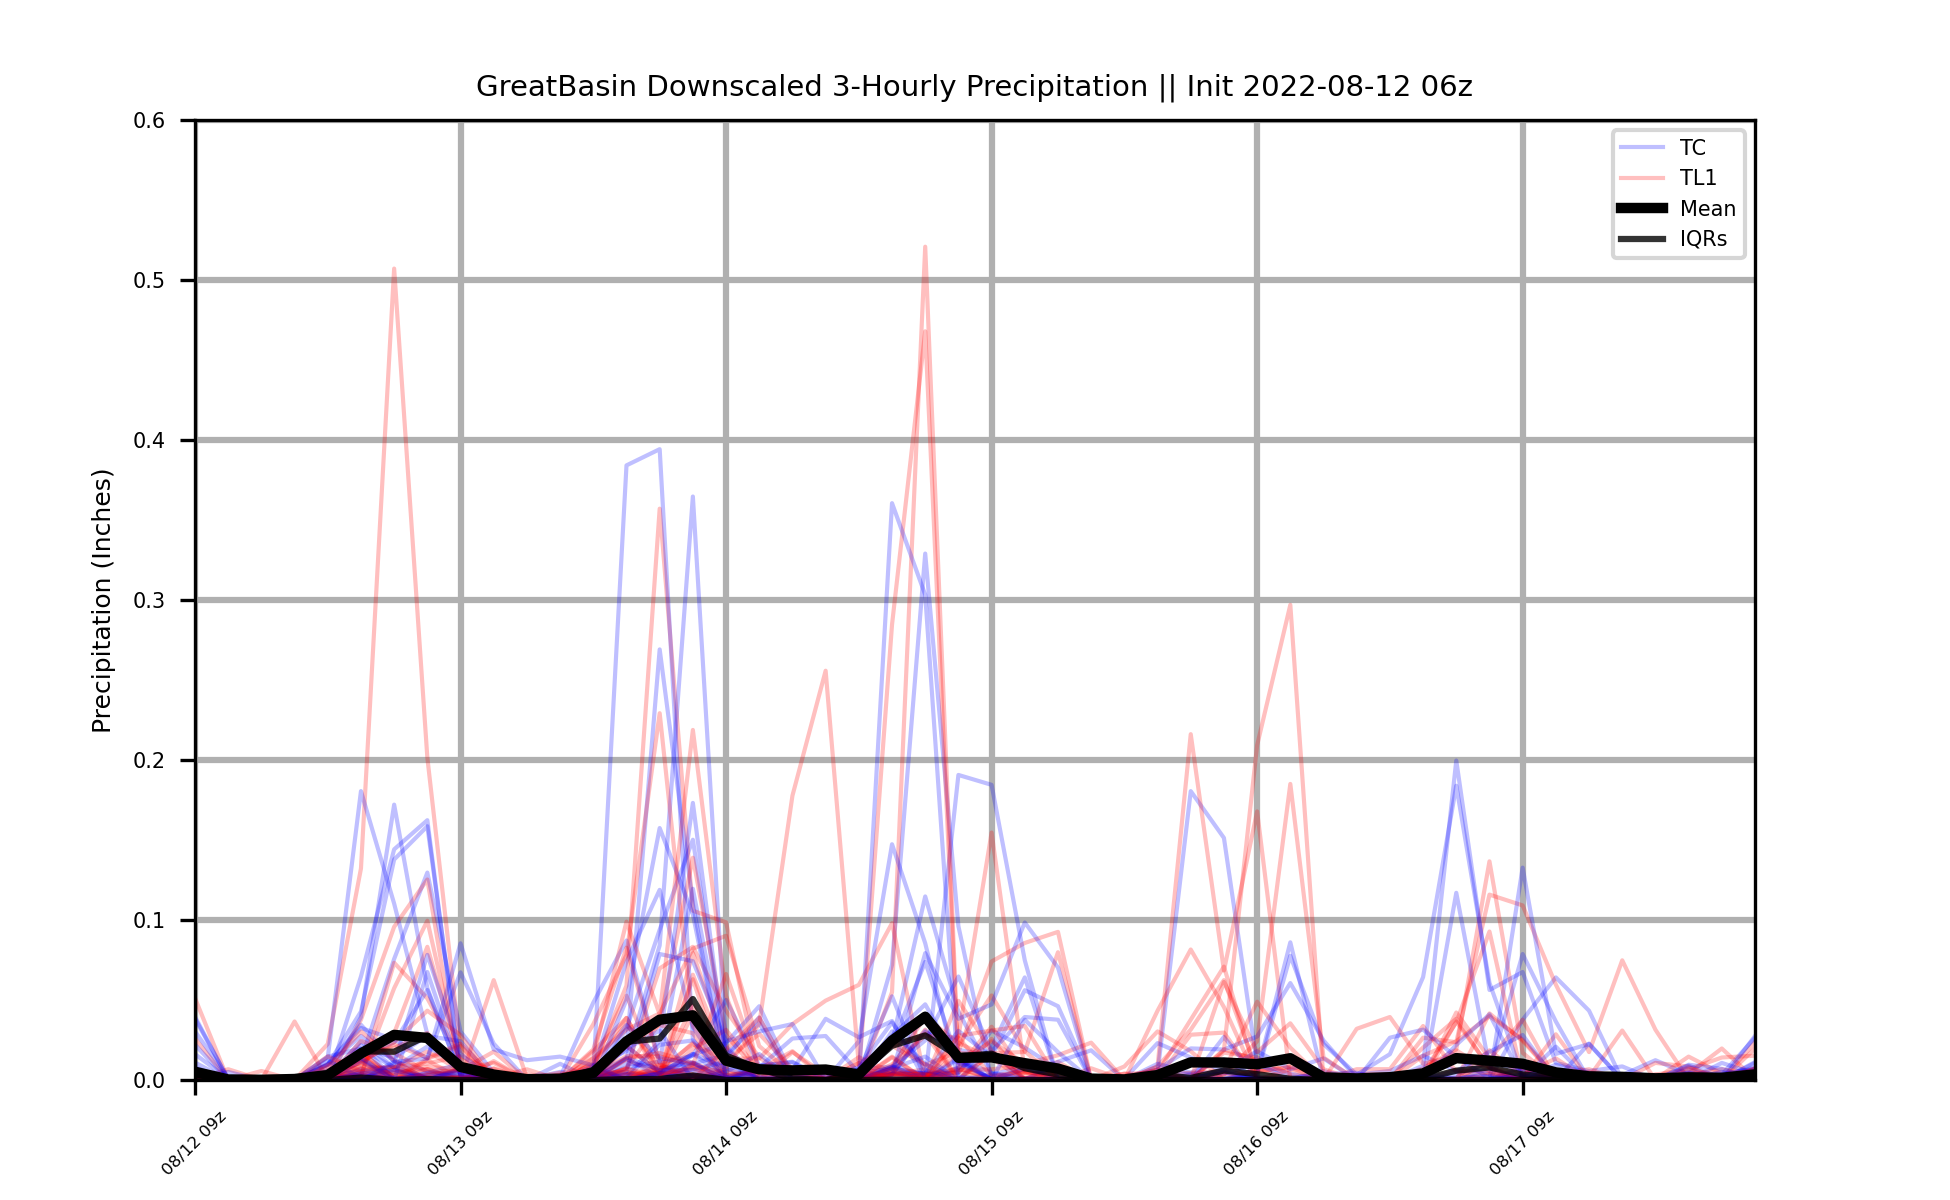 GreatBasin Downscaled 3-Hourly Precipitation || Init 2022-08-12 06z
TC
TL1
Mean
IQRs
Precipitation (Inches)
0.6
0.5
0.4
0.3
0.2
0.1
0.0
08/12 09z
08/13 09z
08/14 09z
08/15 09z
08/16 09z
08/17 09z